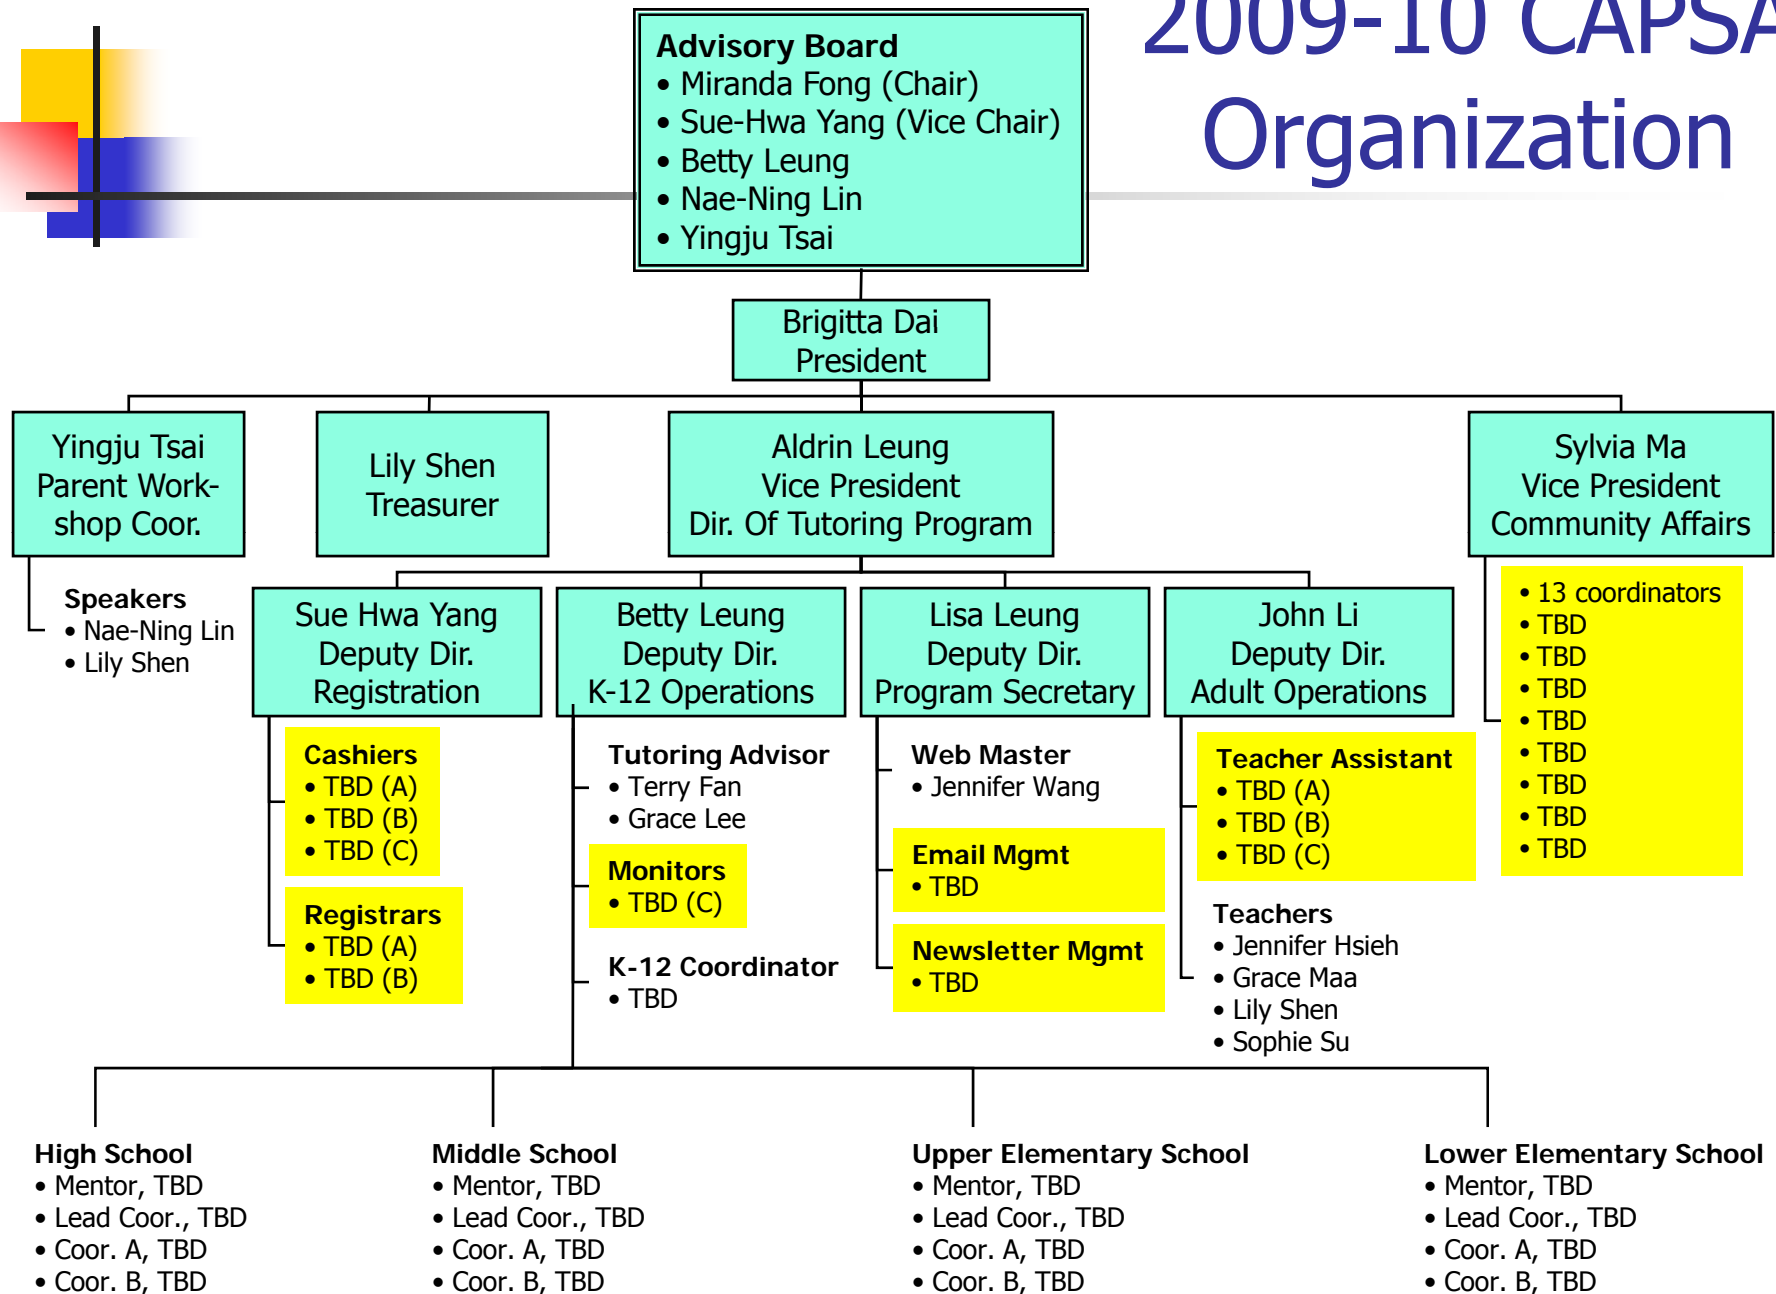 2009-10 CAPSA
Organization
Advisory Board
• Miranda Fong (Chair)
• Sue-Hwa Yang (Vice Chair)
• Betty Leung
• Nae-Ning Lin
• Yingju Tsai
Brigitta Dai
President
Yingju Tsai
Parent Work-
shop Coor.
Lily Shen
Treasurer
Aldrin Leung
Vice President
Dir. Of Tutoring Program
Sylvia Ma
Vice President
Community Affairs
Speakers
• Nae-Ning Lin
• Lily Shen
Sue Hwa Yang
Deputy Dir.
Registration
Betty Leung
Deputy Dir.
K-12 Operations
Lisa Leung
Deputy Dir.
Program Secretary
John Li
Deputy Dir.
Adult Operations
• 13 coordinators
• TBD
• TBD
• TBD
• TBD
• TBD
• TBD
• TBD
• TBD
Cashiers
• TBD (A)
• TBD (B)
• TBD (C)
Registrars
• TBD (A)
• TBD (B)
Tutoring Advisor
• Terry Fan
• Grace Lee
Monitors
• TBD (C)
K-12 Coordinator
• TBD
Web Master
• Jennifer Wang
Email Mgmt
• TBD
Newsletter Mgmt
• TBD
Teacher Assistant
• TBD (A)
• TBD (B)
• TBD (C)
Teachers
• Jennifer Hsieh
• Grace Maa
• Lily Shen
• Sophie Su
High School
• Mentor, TBD
• Lead Coor., TBD
• Coor. A, TBD
• Coor. B, TBD
Middle School
• Mentor, TBD
• Lead Coor., TBD
• Coor. A, TBD
• Coor. B, TBD
Upper Elementary School
• Mentor, TBD
• Lead Coor., TBD
• Coor. A, TBD
• Coor. B, TBD
Lower Elementary School
• Mentor, TBD
• Lead Coor., TBD
• Coor. A, TBD
• Coor. B, TBD